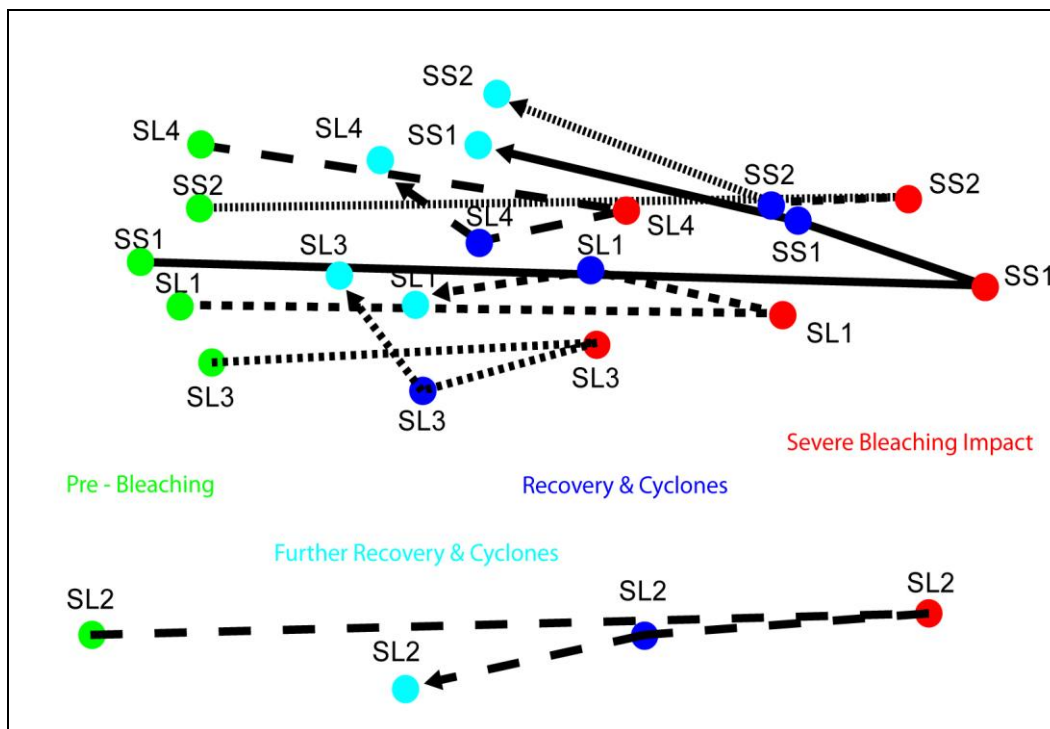 SS2
SL4
SL4
SS1
SS2
SS2
SS2
SL4
SL4
SS1
SS1
SL3
SL1
SS1
SL1
SL1
SL1
SL3
SL3
SL3
Severe Bleaching Impact
Pre - Bleaching
Recovery & Cyclones
Further Recovery & Cyclones
SL2
SL2
SL2
SL2